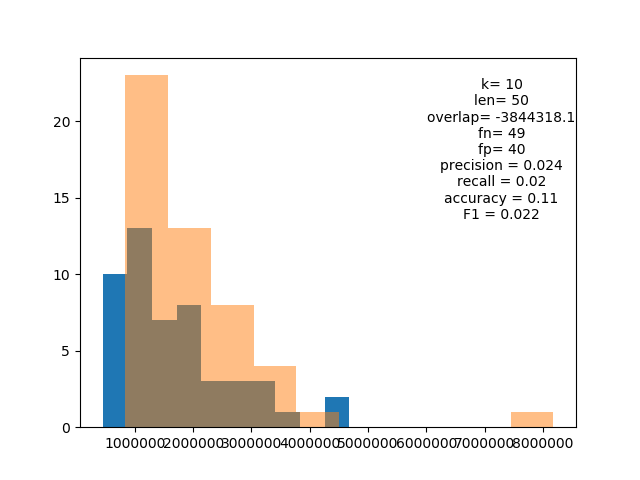 k= 10
len= 50
overlap= -3844318.1
fn= 49
fp= 40
precision = 0.024
recall = 0.02
accuracy = 0.11
F1 = 0.022
20
15
10
5
0
1000000 2000000 3000000 4000000 5000000 6000000 7000000 8000000